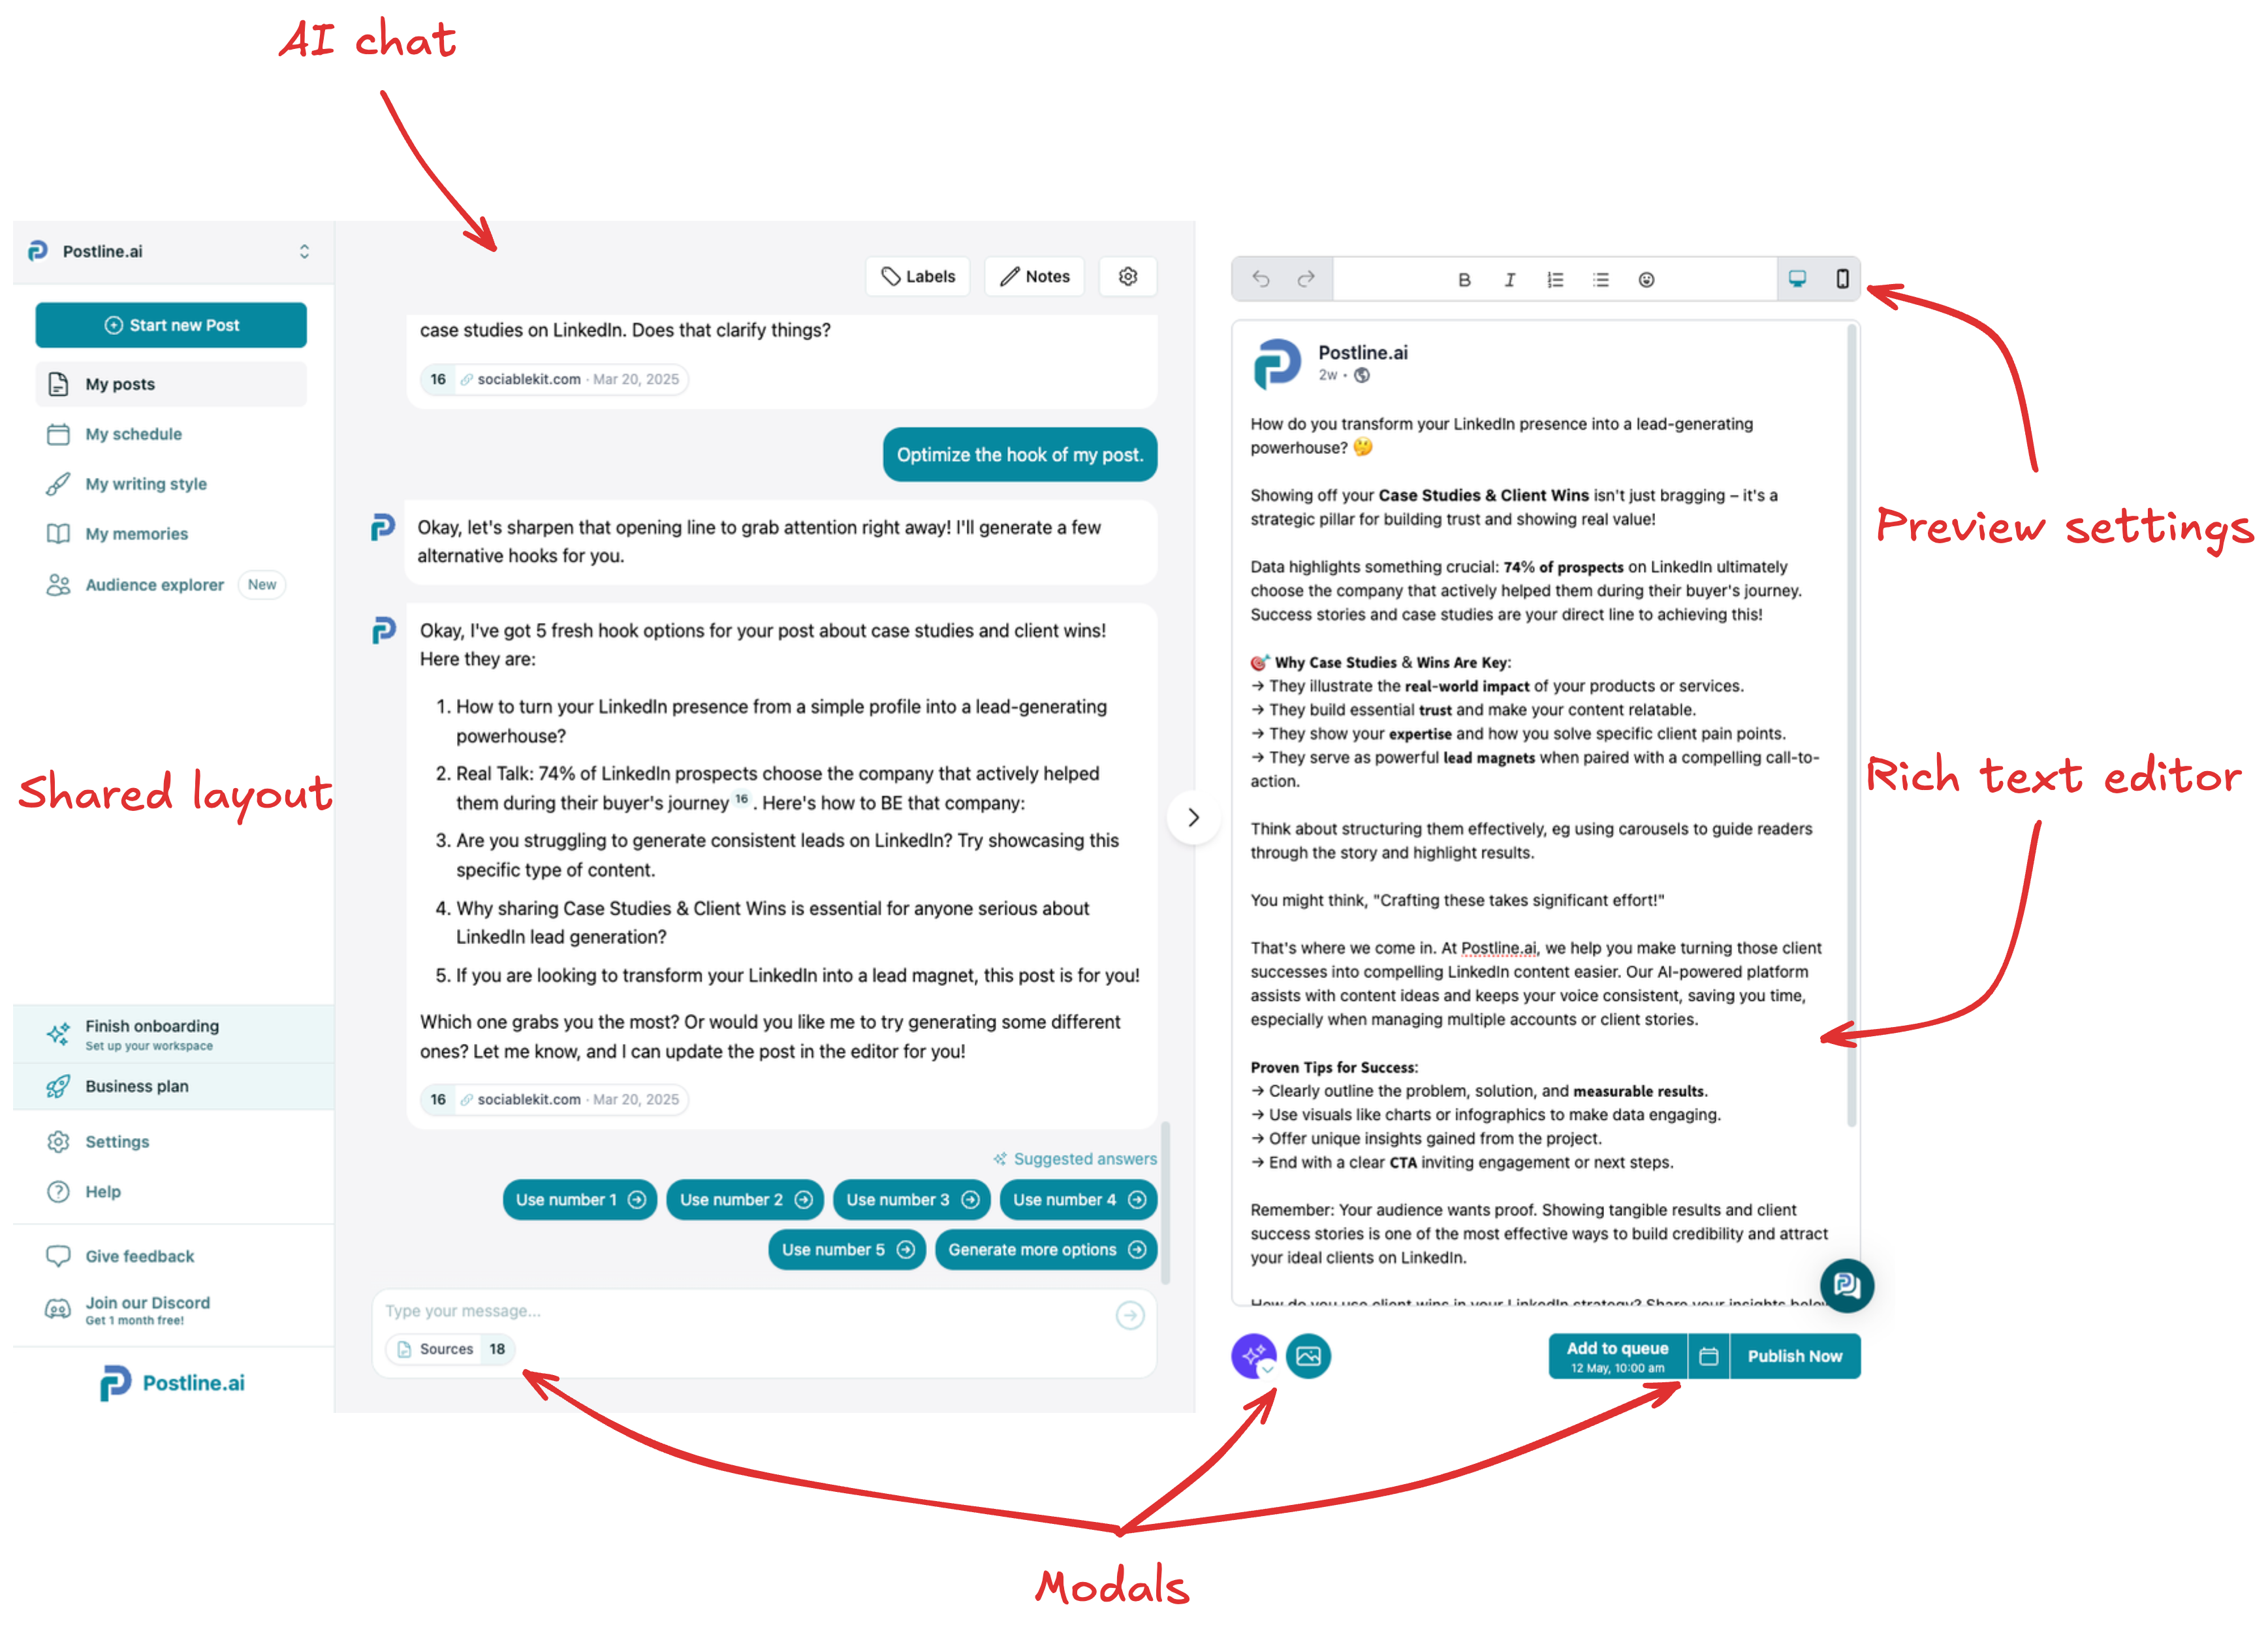 AI chat
Postline.ai
Start new Post
My posts
My schedule
My writing style
My memories
Audience explorer New
Shared layout
Finish onboarding
Set up your workspace
Business plan
Settings
Help
Give feedback
Join our Discord
Get 1 month free!
Postline.ai
Labels Notes
case studies on LinkedIn. Does that clarify things?
16 sociablekit.com · Mar 20, 2025
Optimize the hook of my post.
Okay, let's sharpen that opening line to grab attention right away! I'll generate a few
alternative hooks for you.
Okay, I've got 5 fresh hook options for your post about case studies and client wins!
Here they are:
1. How to turn your LinkedIn presence from a simple profile into a lead-generating
powerhouse?
2. Real Talk: 74% of LinkedIn prospects choose the company that actively helped
them during their buyer's journey 16 . Here's how to BE that company:
3. Are you struggling to generate consistent leads on LinkedIn? Try showcasing this
specific type of content.
4. Why sharing Case Studies & Client Wins is essential for anyone serious about
LinkedIn lead generation?
5. If you are looking to transform your LinkedIn into a lead magnet, this post is for you!
Which one grabs you the most? Or would you like me to try generating some different
ones? Let me know, and I can update the post in the editor for you!
16 sociablekit.com · Mar 20, 2025
Suggested answers
Use number 1 Use number 2 Use number 3 Use number 4
Use number 5 Generate more options
Type your message...
Sources 18
B I
Postline.ai
2w •
How do you transform your LinkedIn presence into a lead-generating
powerhouse? 🤔
Showing off your Case Studies & Client Wins isn't just bragging – it's a
strategic pillar for building trust and showing real value!
Data highlights something crucial: 74% of prospects on LinkedIn ultimately
choose the company that actively helped them during their buyer's journey.
Success stories and case studies are your direct line to achieving this!
🎯 Why Case Studies & Wins Are Key:
→ They illustrate the real-world impact of your products or services.
→ They build essential trust and make your content relatable.
→ They show your expertise and how you solve specific client pain points.
→ They serve as powerful lead magnets when paired with a compelling call-to-
action.
Think about structuring them effectively, eg using carousels to guide readers
through the story and highlight results.
You might think, "Crafting these takes significant effort!"
That's where we come in. At Postline.ai, we help you make turning those client
successes into compelling LinkedIn content easier. Our AI-powered platform
assists with content ideas and keeps your voice consistent, saving you time,
especially when managing multiple accounts or client stories.
Proven Tips for Success:
→ Clearly outline the problem, solution, and measurable results.
→ Use visuals like charts or infographics to make data engaging.
→ Offer unique insights gained from the project.
→ End with a clear CTA inviting engagement or next steps.
Remember: Your audience wants proof. Showing tangible results and client
success stories is one of the most effective ways to build credibility and attract
your ideal clients on LinkedIn.
How do you use client wins in your LinkedIn strategy? Share your insights below
Add to queue
12 May, 10:00 am
Publish Now
Preview settings
Rich text editor
Modals